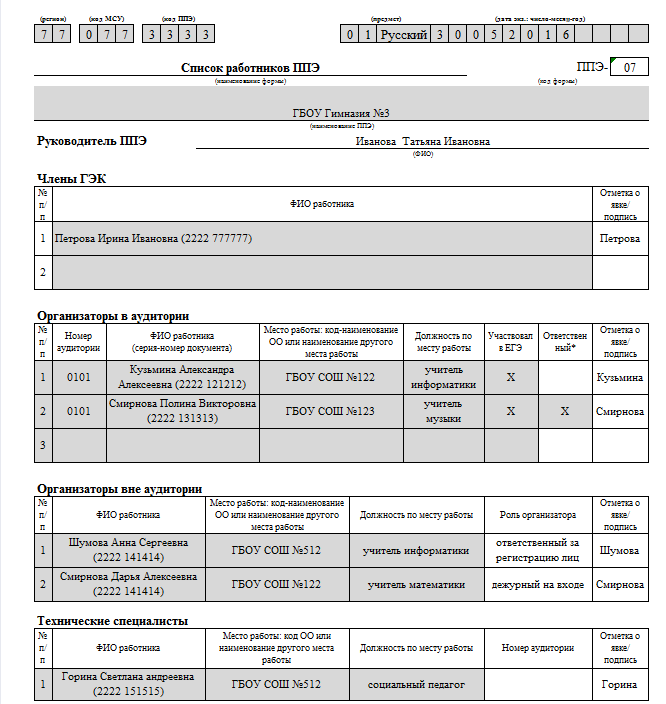 (регион) (код МСУ) (код ППЭ) (предмет) (дата экз.: число-месяц-год)
7 7 0 7 7 3 3 3 3 0 1 Русский 3 0 0 5 2 0 1 6
Список работников ППЭ ППЭ- 07
(наименование формы) (код формы)
ГБОУ Гимназия №3
(наименование ППЭ)
Руководитель ППЭ Иванова Татьяна Ивановна
(ФИО)
Члены ГЭК
№ п/п ФИО работника Отметка о явке/ подпись
1 Петрова Ирина Ивановна (2222 777777) Петрова
2
Организаторы в аудитории
№ п/п Номер аудитории ФИО работника (серия-номер документа) Место работы: код-наименование ОО или наименование другого места работы Должность по месту работы Участвовал в ЕГЭ Ответственный* Отметка о явке/ подпись
1 0101 Кузьмина Александра Алексеевна (2222 121212) ГБОУ СОШ №122 учитель информатики X Кузьмина
2 0101 Смирнова Полина Викторовна (2222 131313) ГБОУ СОШ №123 учитель музыки X X Смирнова
3
Организаторы вне аудитории
№ п/п ФИО работника Место работы: код-наименование ОО или наименование другого места работы Должность по месту работы Роль организатора Отметка о явке/ подпись
1 Шумова Анна Сергеевна (2222 141414) ГБОУ СОШ №512 учитель информатики ответственный за регистрацию лиц Шумова
2 Смирнова Дарья Алексеевна (2222 141414) ГБОУ СОШ №122 учитель математики дежурный на входе Смирнова
Технические специалисты
№ п/п ФИО работника Место работы: код ОО или наименование другого места работы Должность по месту работы Номер аудитории Отметка о явке/ подпись
1 Горина Светлана андреевна (2222 151515) ГБОУ СОШ №512 социальный педагог Горина